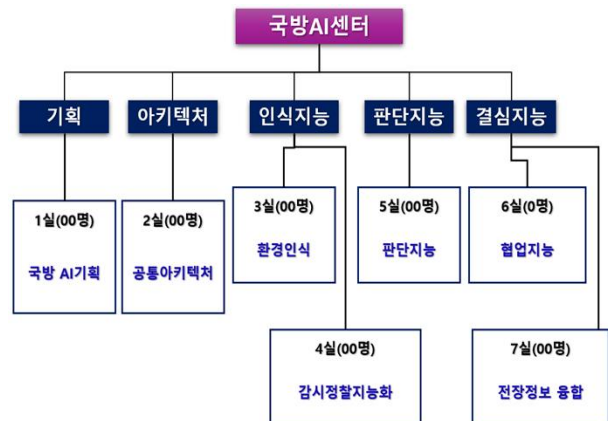 국방AI센터
기획
아키텍처
인식지능
판단지능
결심지능
1실(00명)
국방 AI기획
2실(00명)
공통아키텍처
3실(00명)
환경인식
5실(00명)
판단지능
6실(0명)
협업지능
4실(00명)
감시정찰지능화
7실(00명)
전장정보 융합